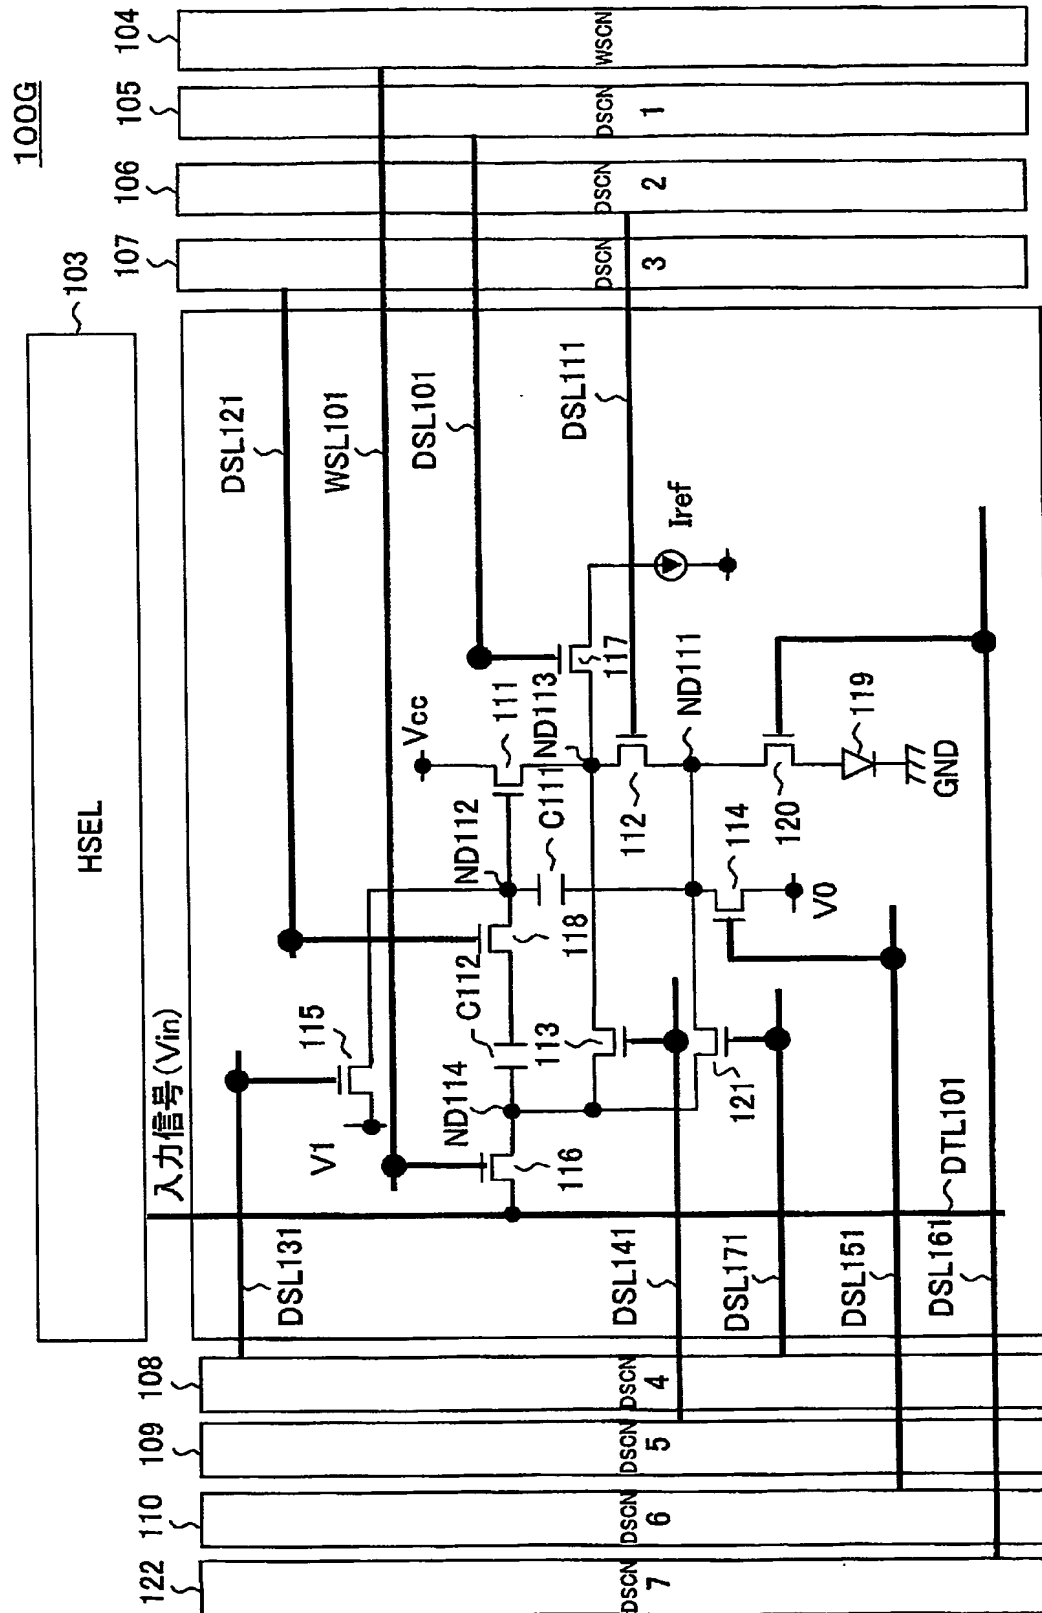 100G
103
HSEL
104
WSCN
105
DSCN
1
106
DSCN
2
107
DSCN
3
108
DSCN
4
109
DSCN
5
110
DSCN
6
122
DSCN
7
入力信号(Vin)
DSL121
WSL101
DSL101
DSL111
DSL131
DSL141
DSL171
DSL151
DSL161
DTL101
V1
115
Vcc
111
ND112
ND113
117
Iref
C111
C112
118
ND114
116
113
112
ND111
121
114
V0
120
119
GND